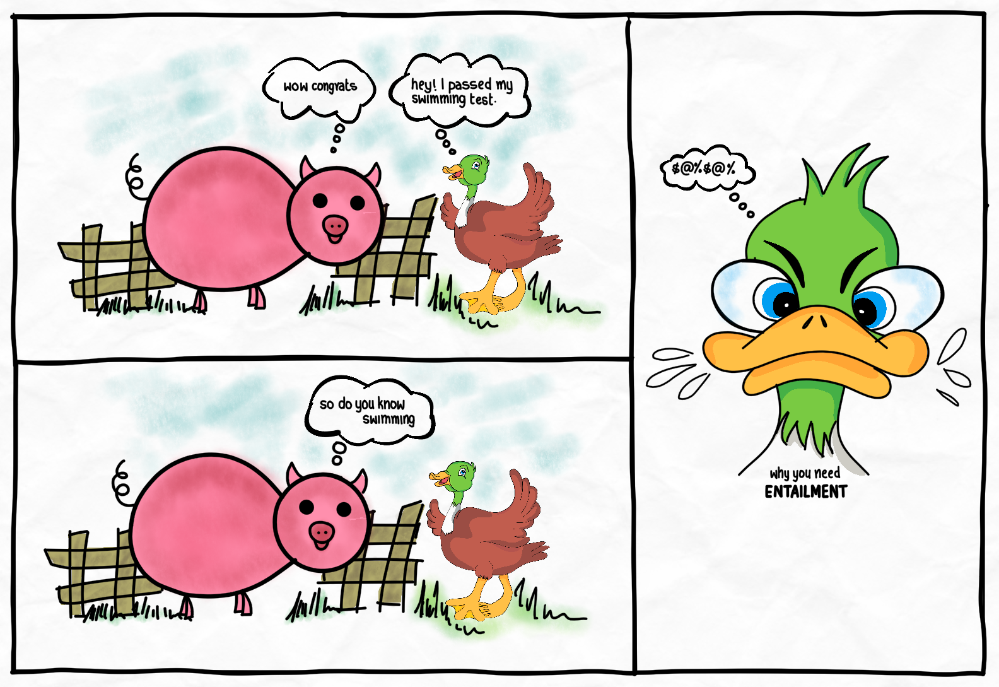 hey! I passed my
swimming test.
wow congrats
so do you know
swimming
$@%$@%
why you need
ENTAILMENT